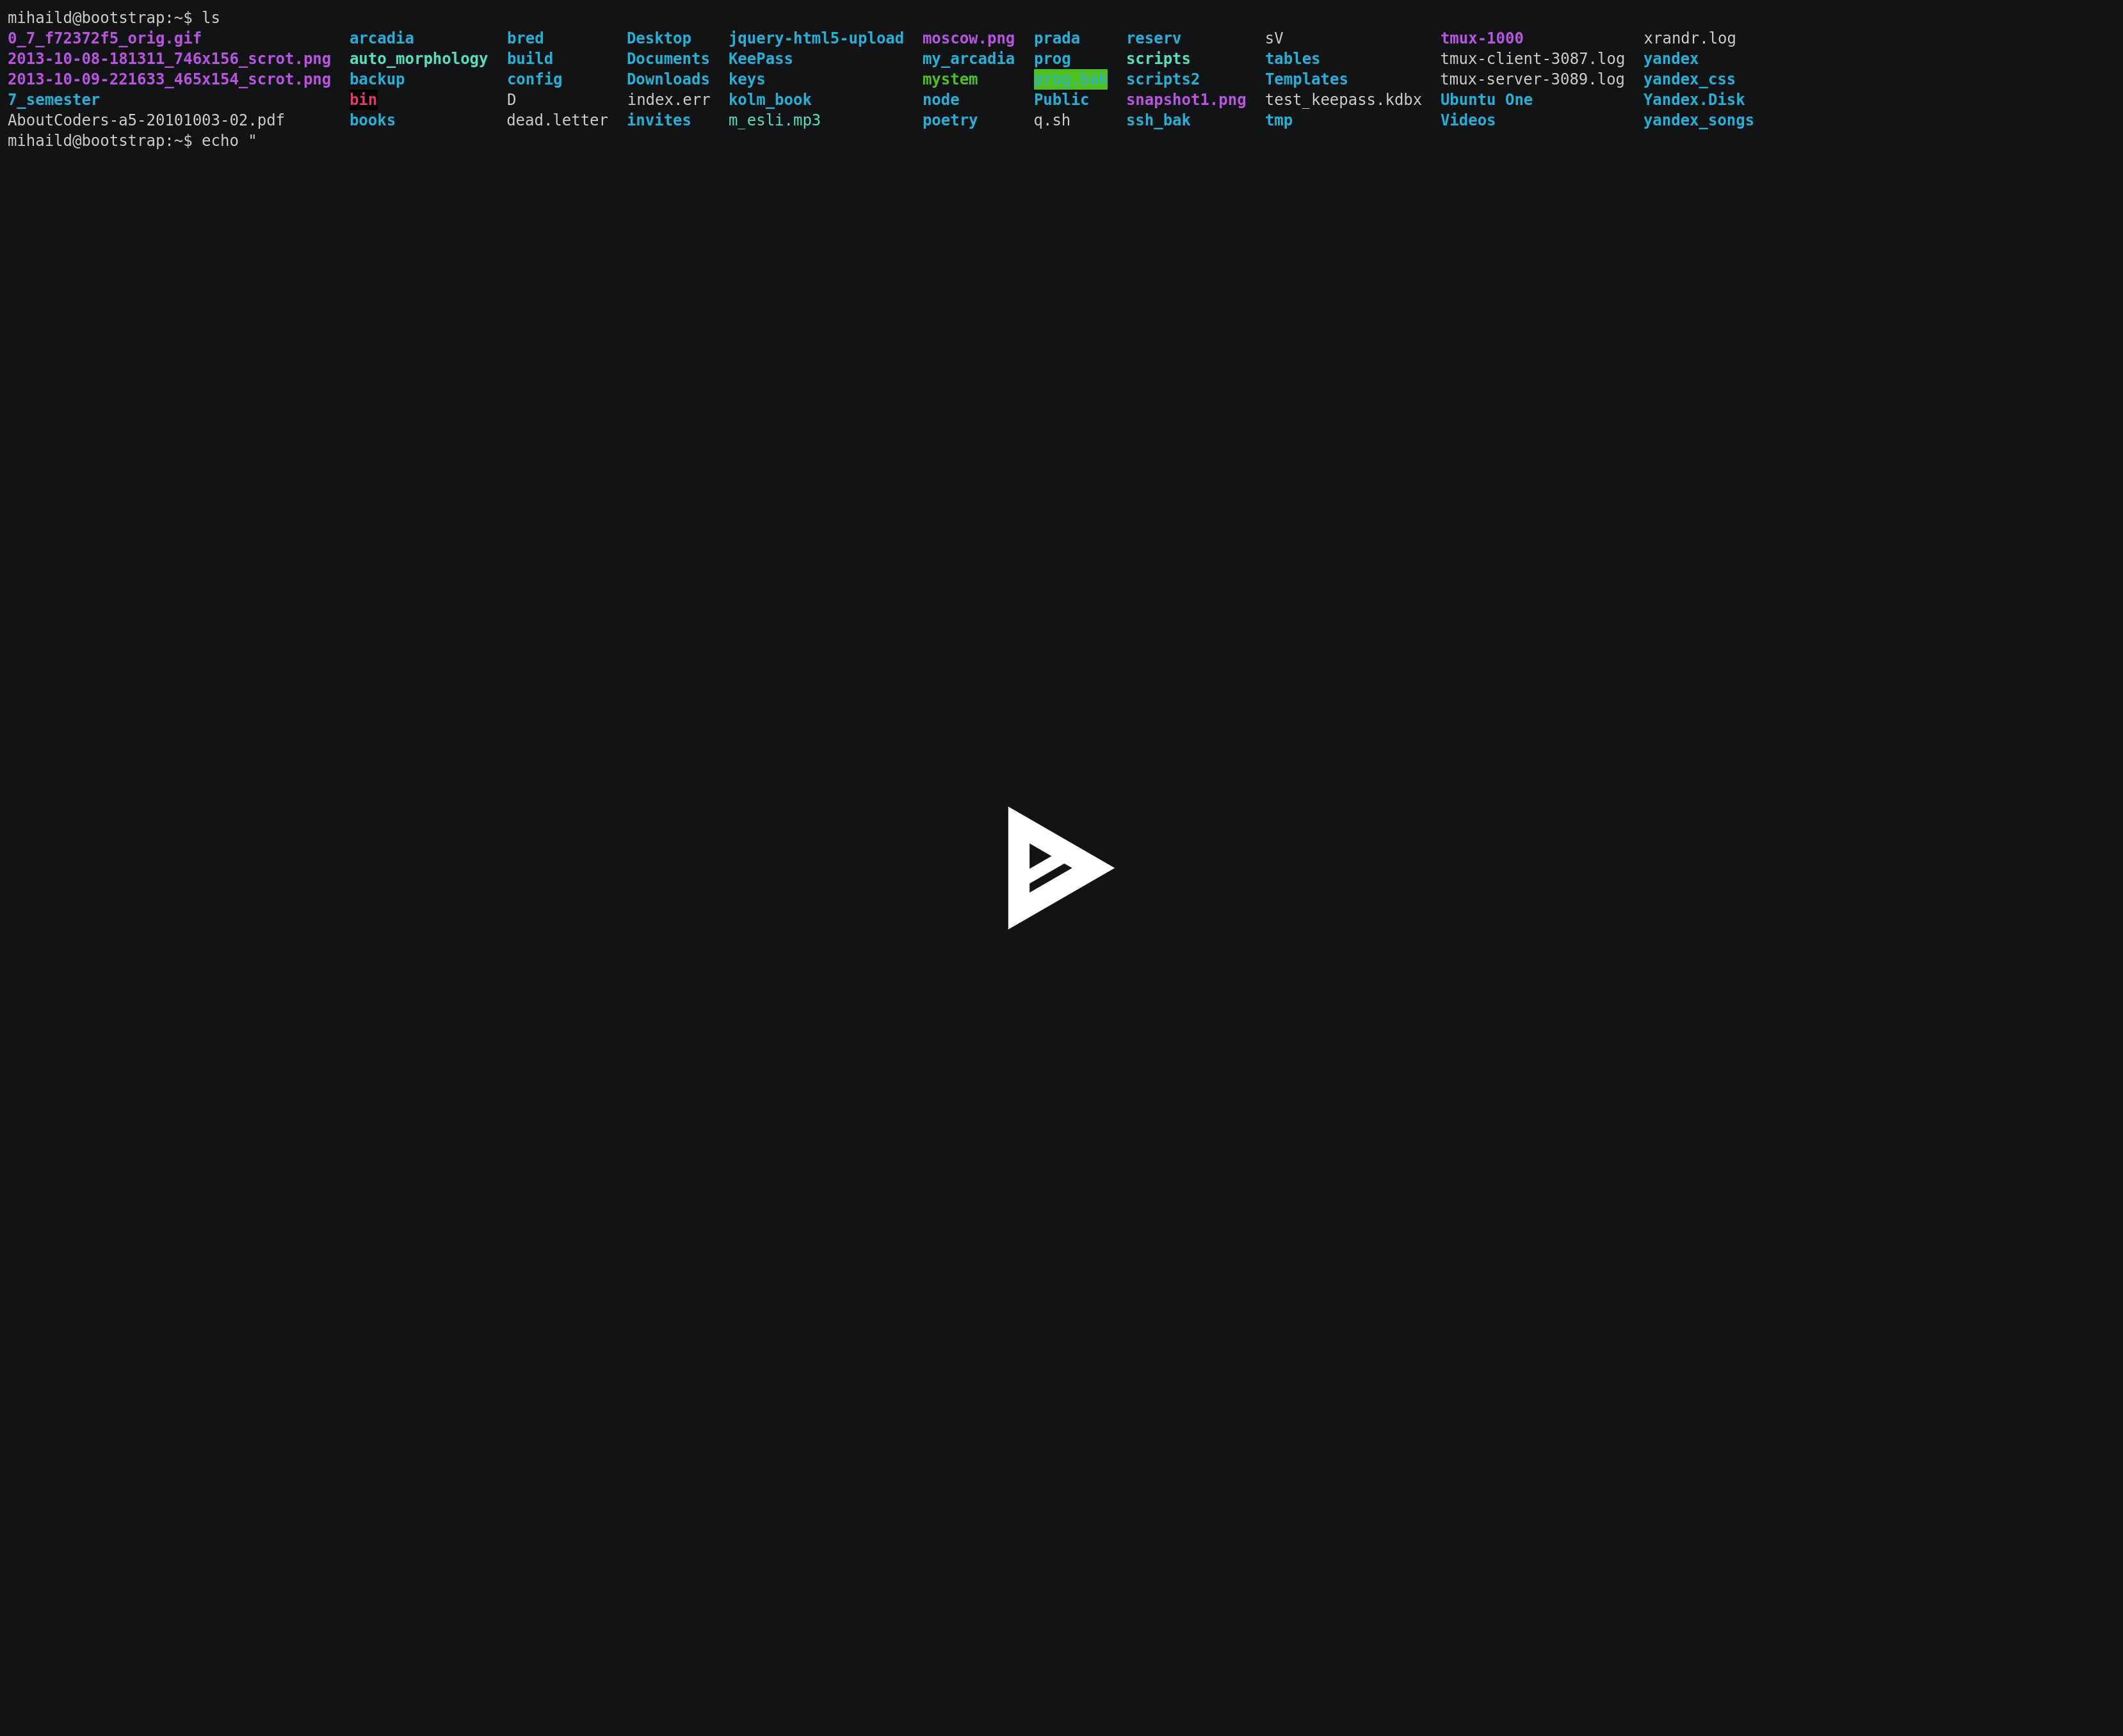 mihaild@bootstrap:~$ ls
0_7_f72372f5_orig.gif arcadia bred Desktop jquery-html5-upload moscow.png prada reserv sV tmux-1000 xrandr.log
2013-10-08-181311_746x156_scrot.png auto_morphology build Documents KeePass my_arcadia prog scripts tables tmux-client-3087.log yandex
2013-10-09-221633_465x154_scrot.png backup config Downloads keys mystem prog.bak scripts2 Templates tmux-server-3089.log yandex_css
7_semester bin D index.err kolm_book node Public snapshot1.png test_keepass.kdbx Ubuntu One Yandex.Disk
AboutCoders-a5-20101003-02.pdf books dead.letter invites m_esli.mp3 poetry q.sh ssh_bak tmp Videos yandex_songs
mihaild@bootstrap:~$ echo "